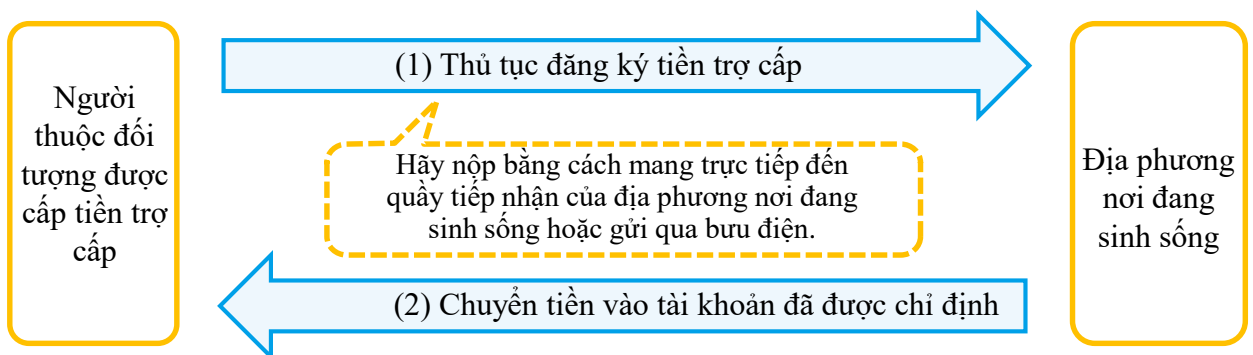 Người
thuộc đối
tượng được
cấp tiền trợ
cấp
(1) Thủ tục đăng ký tiền trợ cấp
Hãy nộp bằng cách mang trực tiếp đến
quầy tiếp nhận của địa phương nơi đang
sinh sống hoặc gửi qua bưu điện.
(2) Chuyển tiền vào tài khoản đã được chỉ định
Địa phương
nơi đang
sinh sống